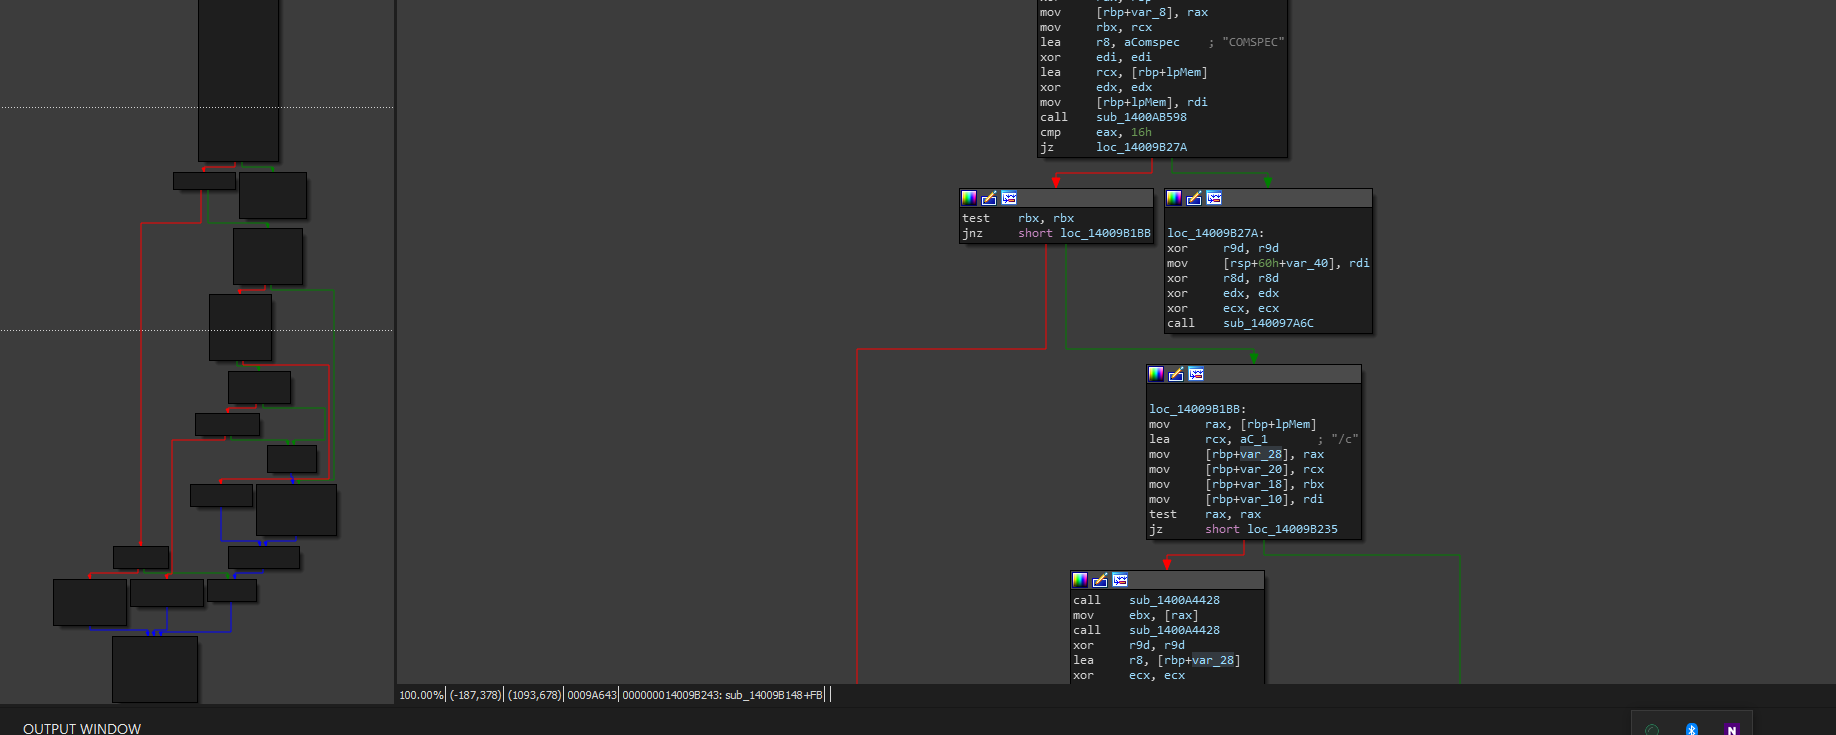 mov [rbp+var_8], rax
mov rbx, rcx
lea r8, aComspec ; "COMSPEC"
xor edi, edi
lea rcx, [rbp+lpMem]
xor edx, edx
mov [rbp+lpMem], rdi
call sub_1400AB598
cmp eax, 16h
jz loc_14009B27A
test rbx, rbx
jnz short loc_14009B1BB
loc_14009B27A:
xor r9d, r9d
mov [rsp+60h+var_40], rdi
xor r8d, r8d
xor edx, edx
xor ecx, ecx
call sub_140097A6C
loc_14009B1BB:
mov rax, [rbp+lpMem]
lea rcx, aC_1 ; "/c"
mov [rbp+var_28], rax
mov [rbp+var_20], rcx
mov [rbp+var_18], rbx
mov [rbp+var_10], rdi
test rax, rax
jz short loc_14009B235
call sub_1400A4428
mov ebx, [rax]
call sub_1400A4428
xor r9d, r9d
lea r8, [rbp+var_28]
xor ecx, ecx
100.00% (-187,378) (1093,678) 0009A643 000000014009B243: sub_14009B148+FB
OUTPUT WINDOW
N